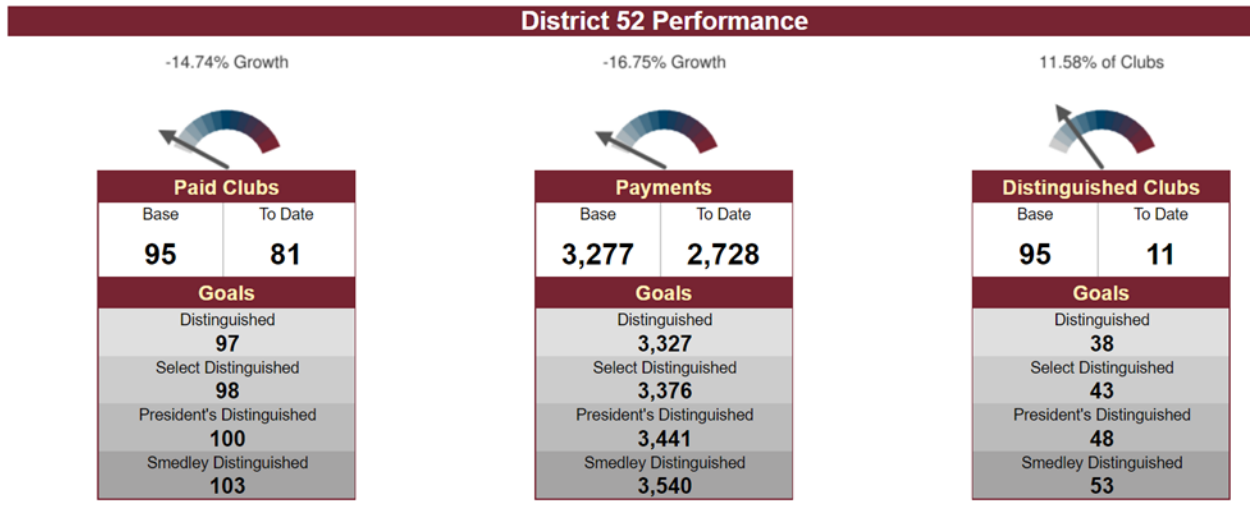 District 52 Performance
-14.74% Growth
Paid Clubs
Base To Date
95 81
Goals
Distinguished
97
Select Distinguished
98
President's Distinguished
100
Smedley Distinguished
103
-16.75% Growth
Payments
Base To Date
3,277 2,728
Goals
Distinguished
3,327
Select Distinguished
3,376
President's Distinguished
3,441
Smedley Distinguished
3,540
11.58% of Clubs
Distinguished Clubs
Base To Date
95 11
Goals
Distinguished
38
Select Distinguished
43
President's Distinguished
48
Smedley Distinguished
53